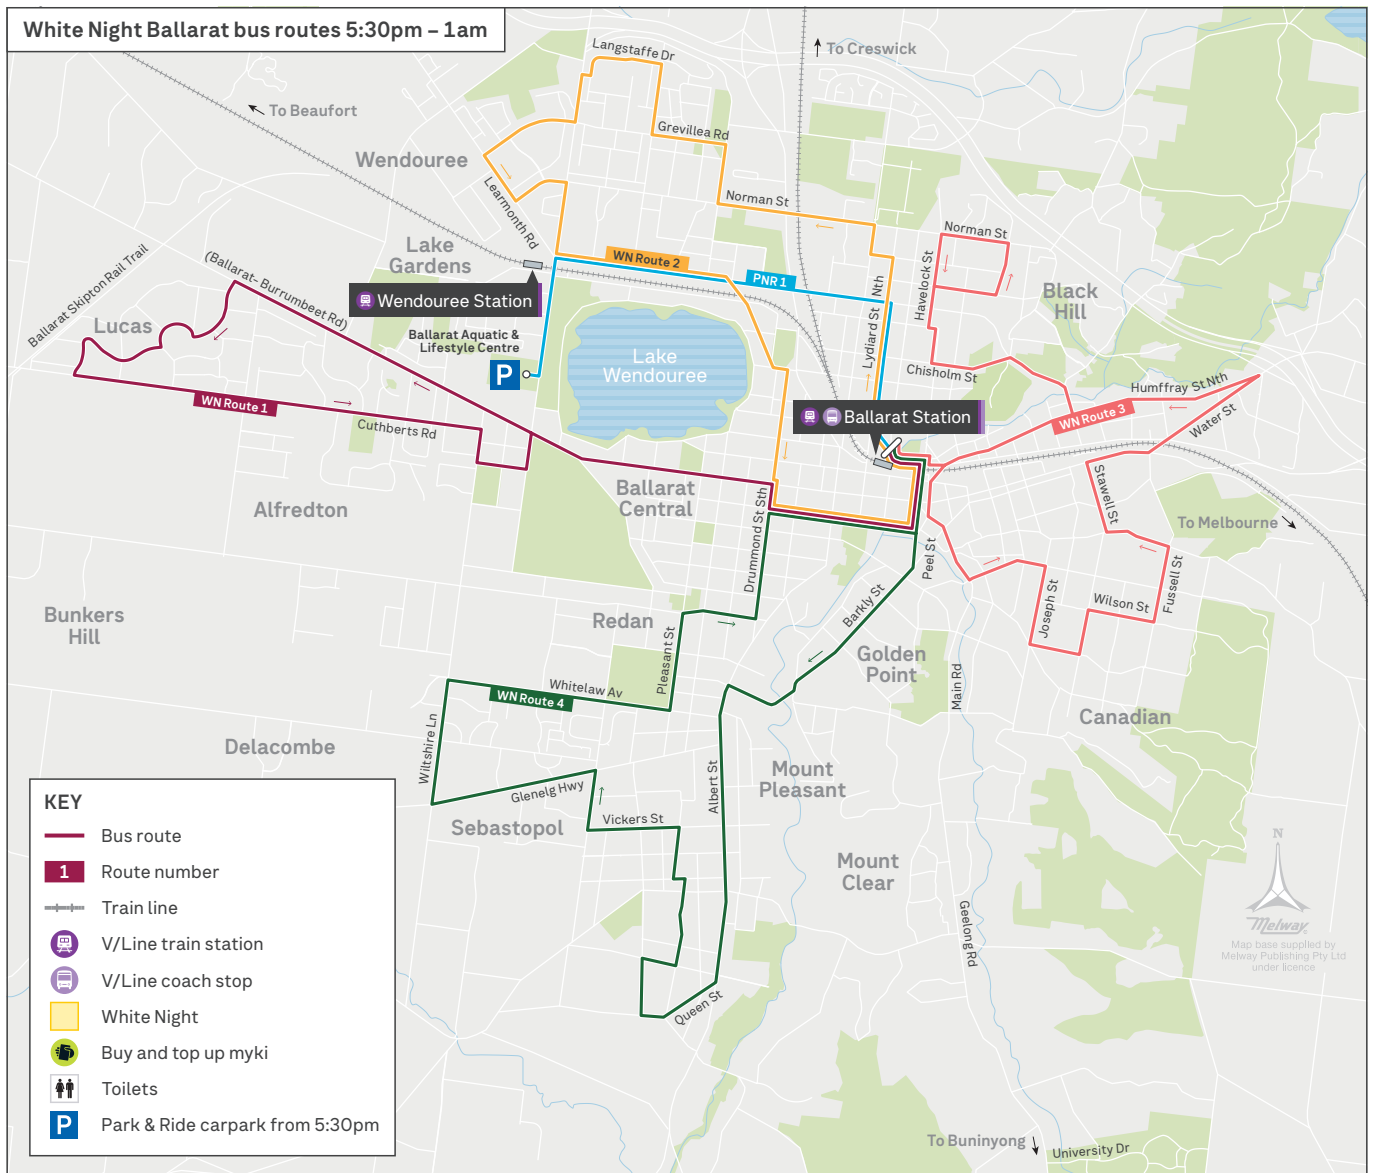 White Night Ballarat bus routes 5:30pm – 1am
To Creswick
Langstaffe Dr
To Beaufort
Grevillea Rd
Wendouree
Learmonth Rd
Norman St
Norman St
Lake
Gardens
WN Route 2
PNR 1
Havelock St
Black
Hill
Ballarat Skipton Rail Trail
(Ballarat– Burrumbeet Rd)
Wendouree Station
Lydiard St Nth
Lucas
Ballarat Aquatic &
Lifestyle Centre
P
Lake
Wendouree
Chisholm St
Humffray St Nth
WN Route 1
Cuthberts Rd
Ballarat Station
WN Route 3
Water St
Alfredton
Ballarat
Central
Drummond St Sth
Stawell St
To Melbourne
Peel St
Bunkers
Hill
Redan
Pleasant St
Barkly St
Joseph St
Wilson St
Fussell St
Golden
Point
Main Rd
Whitelaw Av
WN Route 4
Canadian
Delacombe
Wiltshire Ln
Albert St
Mount
Pleasant
Glenelg Hwy
Vickers St
Sebastopol
Mount
Clear
Geelong Rd
Queen St
To Buninyong
University Dr
KEY
Bus route
1
Route number
Train line
V/Line train station
V/Line coach stop
White Night
Buy and top up myki
Toilets
P
Park & Ride carpark from 5:30pm
N
Melway
Map base supplied by
Melway Publishing Pty Ltd
under licence